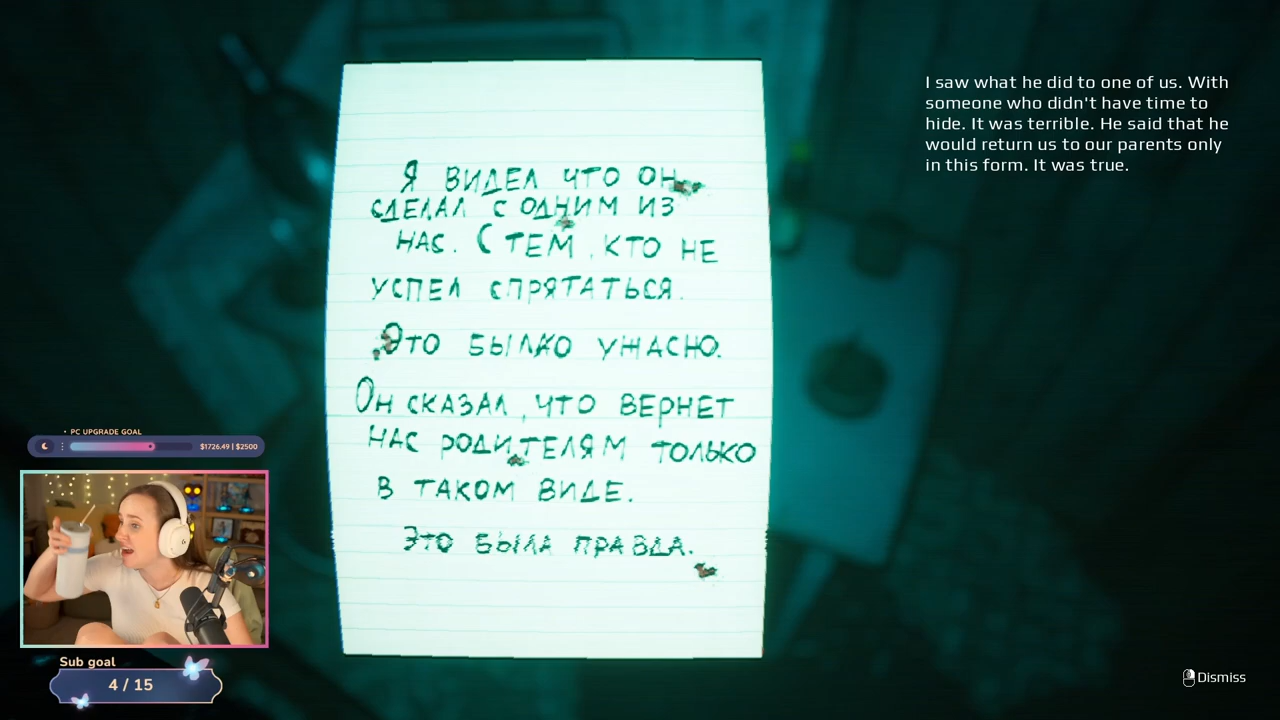 Я ВИДЕЛ ЧТО ОН
СДЕЛАЛ С ОДНИМ ИЗ
НАС. С ТЕМ, КТО НЕ
УСПЕЛ СПРЯТАТЬСЯ.
ЭТО БЫЛО УЖАСНО.
ОН СКАЗАЛ, ЧТО ВЕРНЕТ
НАС РОДИТЕЛЯМ ТОЛЬКО
В ТАКОМ ВИДЕ.
ЭТО БЫЛА ПРАВДА.
I saw what he did to one of us. With
someone who didn't have time to
hide. It was terrible. He said that he
would return us to our parents only
in this form. It was true.
• PC UPGRADE GOAL
$1726.49 | $2500
Sub goal
4 / 15
Dismiss